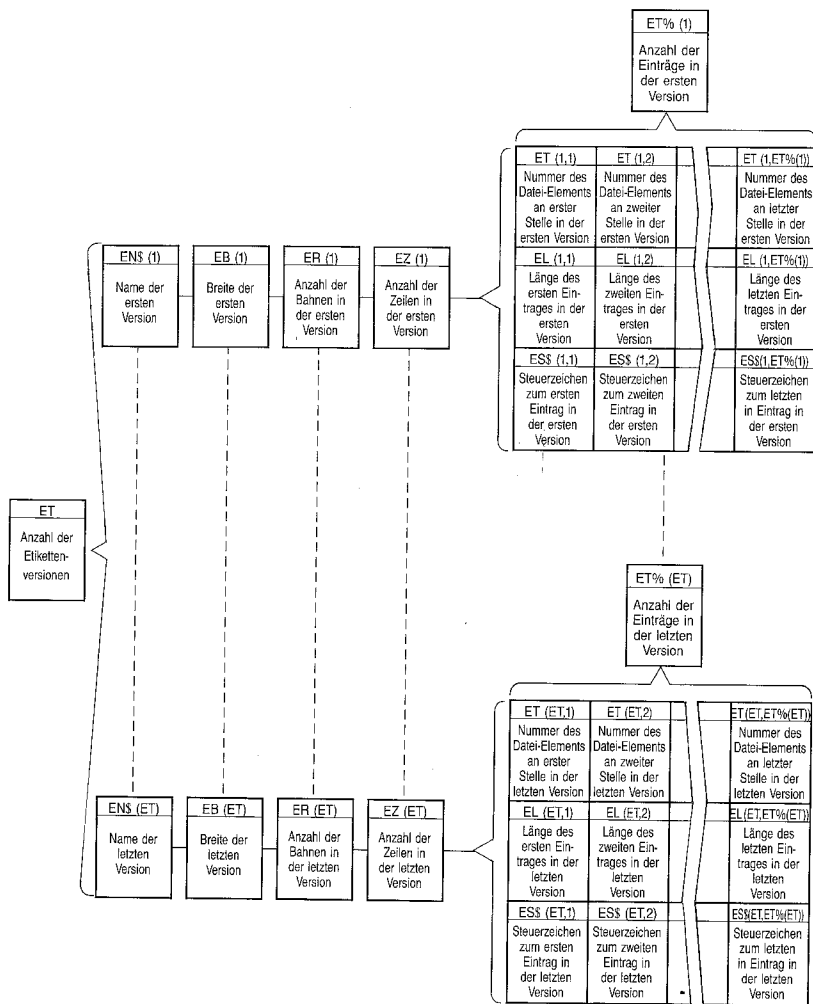 ET% (1)
Anzahl der
Einträge in
der ersten
Version
ET (1,1)
Nummer des
Datei-Elements
an erster
Stelle in der
ersten Version
ET (1,2)
Nummer des
Datei-Elements
an zweiter
Stelle in der
ersten Version
ET (1,ET%(1))
Nummer des
Datei-Elements
an letzter
Stelle in der
ersten Version
EN$ (1)
Name der
ersten
Version
EB (1)
Breite der
ersten
Version
ER (1)
Anzahl der
Bahnen in
der ersten
Version
EZ (1)
Anzahl der
Zeilen in
der ersten
Version
EL (1,1)
Länge des
ersten Ein-
trages in der
ersten
Version
EL (1,2)
Länge des
zweiten Ein-
trages in der
ersten
Version
EL (1,ET%(1))
Länge des
letzten Ein-
trages in der
ersten
Version
ES$ (1,1)
Steuerzeichen
zum ersten
Eintrag in
der ersten
Version
ES$ (1,2)
Steuerzeichen
zum zweiten
Eintrag in
der ersten
Version
ES$(1,ET%(1))
Steuerzeichen
zum letzten
in Eintrag in
der ersten
Version
ET
Anzahl der
Etiketten-
versionen
ET% (ET)
Anzahl der
Einträge in
der letzten
Version
ET (ET,1)
Nummer des
Datei-Elements
an erster
Stelle in der
letzten Version
ET (ET,2)
Nummer des
Datei-Elements
an zweiter
Stelle in der
letzten Version
ET(ET,ET%(ET))
Nummer des
Datei-Elements
an letzter
Stelle in der
letzten Version
EN$ (ET)
Name der
letzten
Version
EB (ET)
Breite der
letzten
Version
ER (ET)
Anzahl der
Bahnen in
der letzten
Version
EZ (ET)
Anzahl der
Zeilen in
der letzten
Version
EL (ET,1)
Länge des
ersten Ein-
trages in der
letzten
Version
EL (ET,2)
Länge des
zweiten Ein-
trages in der
letzten
Version
EL(ET,ET%(ET))
Länge des
letzten Ein-
trages in der
letzten
Version
ES$ (ET,1)
Steuerzeichen
zum ersten
Eintrag in
der letzten
Version
ES$ (ET,2)
Steuerzeichen
zum zweiten
Eintrag in
der letzten
Version
ES$(ET,ET%(ET))
Steuerzeichen
zum letzten
in Eintrag in
der letzten
Version